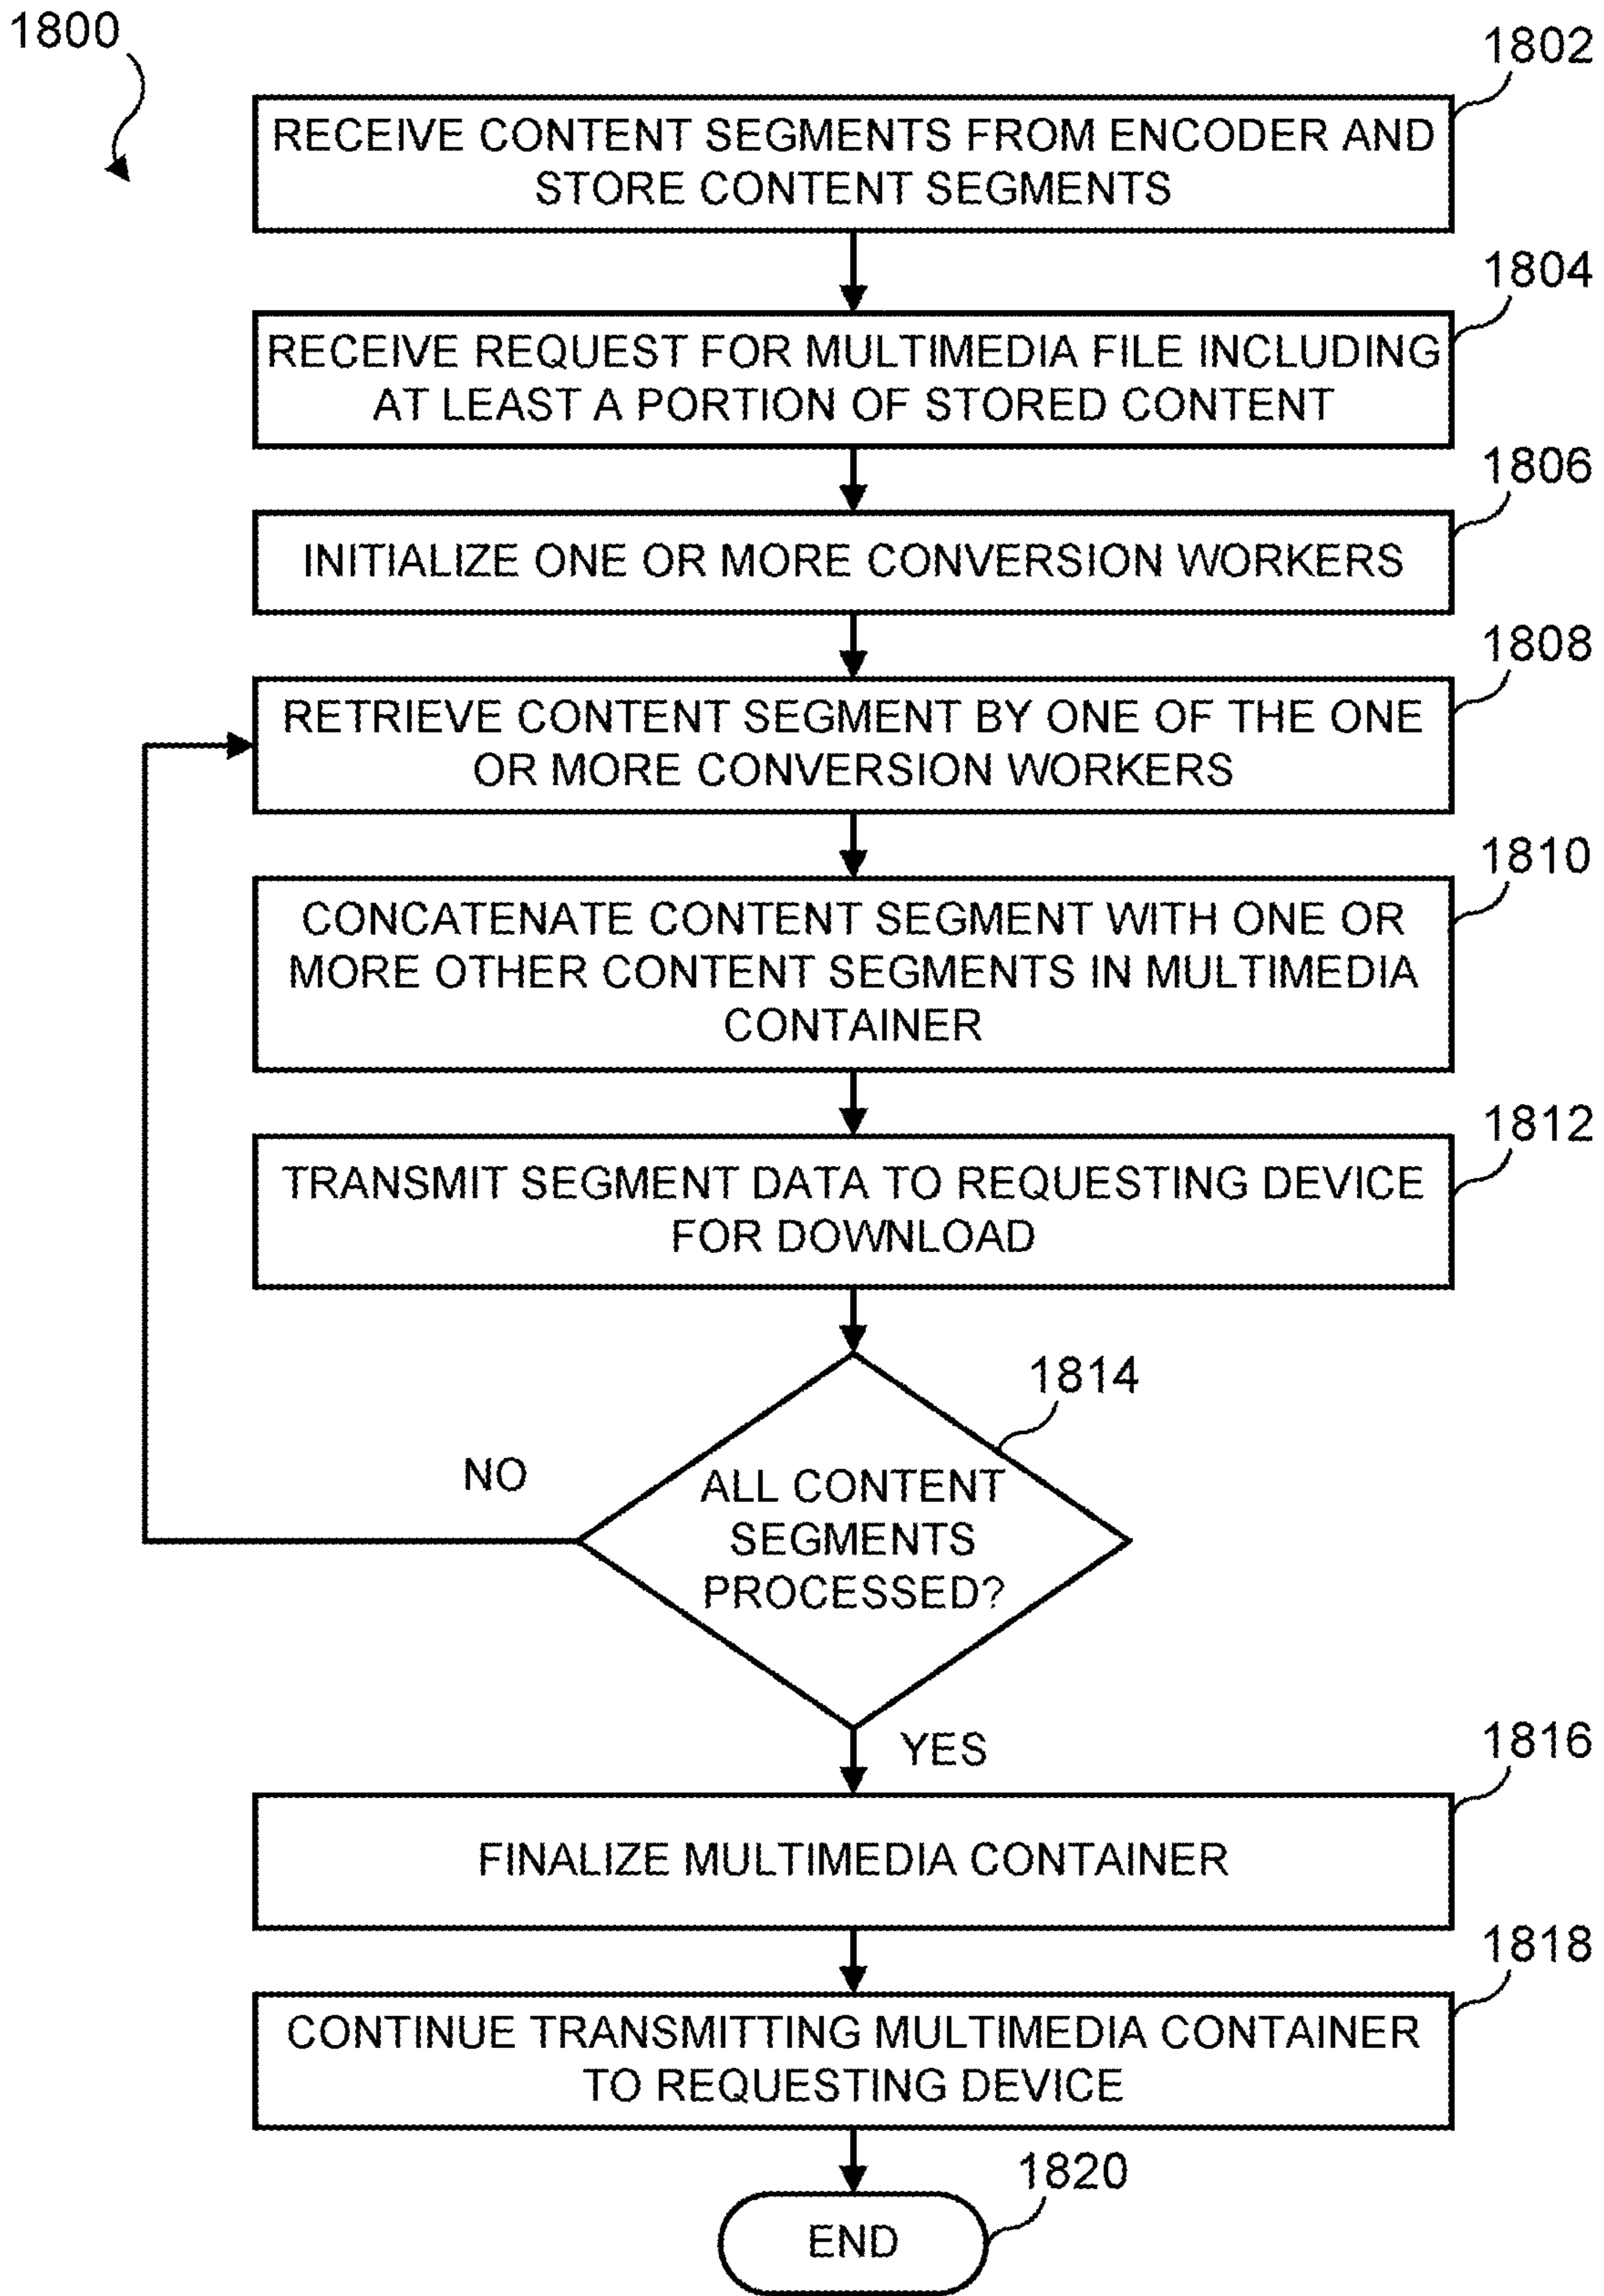 1800
1802
RECEIVE CONTENT SEGMENTS FROM ENCODER AND
STORE CONTENT SEGMENTS
1804
RECEIVE REQUEST FOR MULTIMEDIA FILE INCLUDING
AT LEAST A PORTION OF STORED CONTENT
1806
INITIALIZE ONE OR MORE CONVERSION WORKERS
1808
RETRIEVE CONTENT SEGMENT BY ONE OF THE ONE
OR MORE CONVERSION WORKERS
1810
CONCATENATE CONTENT SEGMENT WITH ONE OR
MORE OTHER CONTENT SEGMENTS IN MULTIMEDIA
CONTAINER
1812
TRANSMIT SEGMENT DATA TO REQUESTING DEVICE
FOR DOWNLOAD
1814
NO
ALL CONTENT
SEGMENTS
PROCESSED?
YES
1816
FINALIZE MULTIMEDIA CONTAINER
1818
CONTINUE TRANSMITTING MULTIMEDIA CONTAINER
TO REQUESTING DEVICE
1820
END